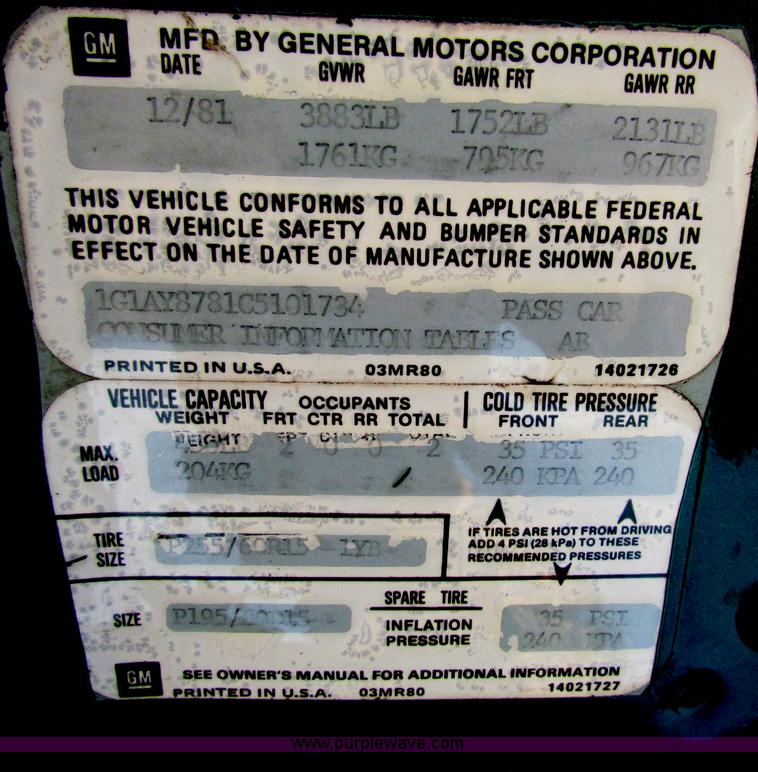 GM MFD. BY GENERAL MOTORS CORPORATION
DATE GVWR GAWR FRT GAWR RR
12/81 3883LB 1752LB 2131LB
1761KG 795KG 967KG
THIS VEHICLE CONFORMS TO ALL APPLICABLE FEDERAL
MOTOR VEHICLE SAFETY AND BUMPER STANDARDS IN
EFFECT ON THE DATE OF MANUFACTURE SHOWN ABOVE.
1G1AY8781C5101734 PASS CAR
CONSUMER INFORMATION TABLES AB
PRINTED IN U.S.A. 03MR80 14021726
VEHICLE CAPACITY OCCUPANTS COLD TIRE PRESSURE
WEIGHT FRT CTR RR TOTAL FRONT REAR
MAX. 2 0 0 2 35 PSI 35
LOAD 204KG 240 KPA 240
IF TIRES ARE HOT FROM DRIVING
ADD 4 PSI (28 kPa) TO THESE
RECOMMENDED PRESSURES
TIRE P255/60R15 1YB
SIZE
SPARE TIRE
SIZE P195/ INFLATION 35 PSI
PRESSURE 240 KPA
GM SEE OWNER'S MANUAL FOR ADDITIONAL INFORMATION
PRINTED IN U.S.A. 03MR80 14021727
www.purplewave.com